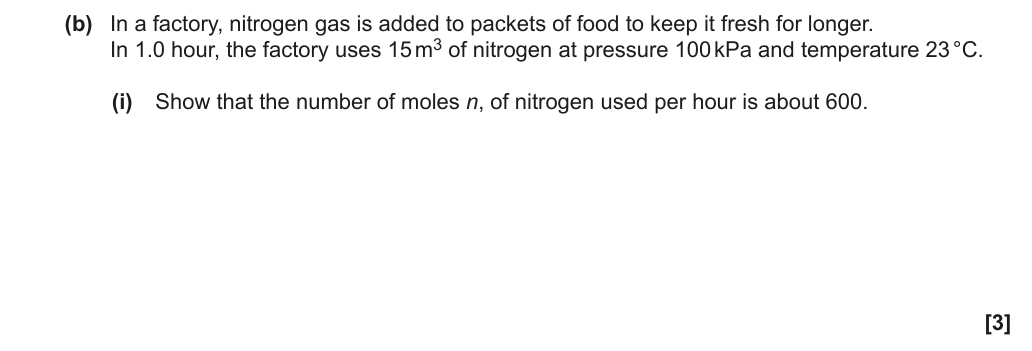 (b) In a factory, nitrogen gas is added to packets of food to keep it fresh for longer.
In 1.0 hour, the factory uses 15 m³ of nitrogen at pressure 100 kPa and temperature 23 °C.
(i) Show that the number of moles n, of nitrogen used per hour is about 600.
[3]